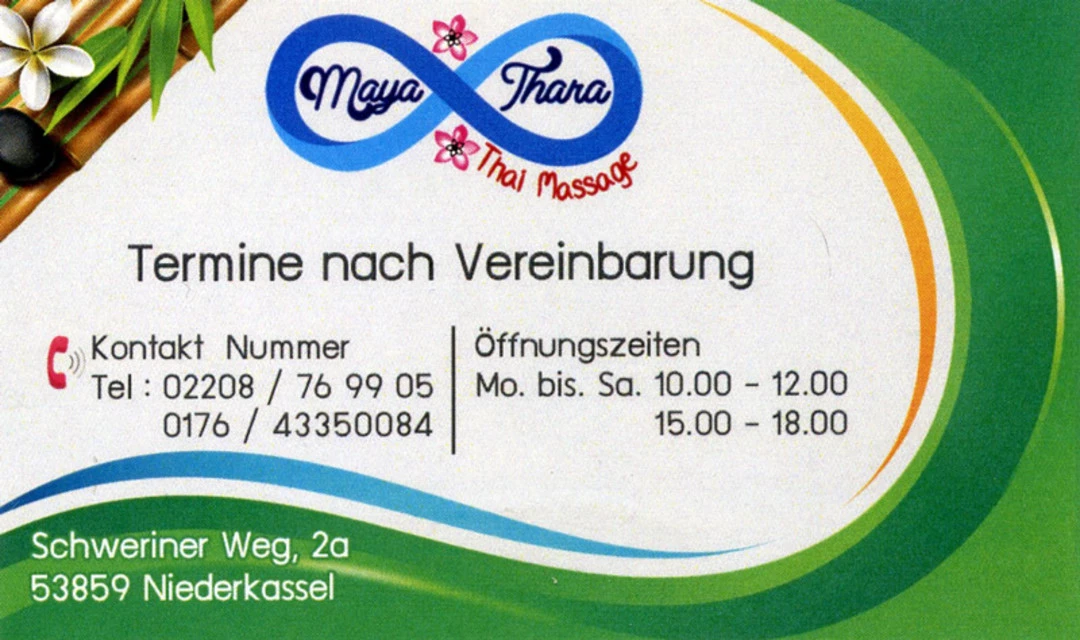 Maya Thara
Thai Massage
Termine nach Vereinbarung
Kontakt Nummer
Tel : 02208 / 76 99 05
0176 / 43350084
Öffnungszeiten
Mo. bis. Sa. 10.00 - 12.00
15.00 - 18.00
Schweriner Weg, 2a
53859 Niederkassel